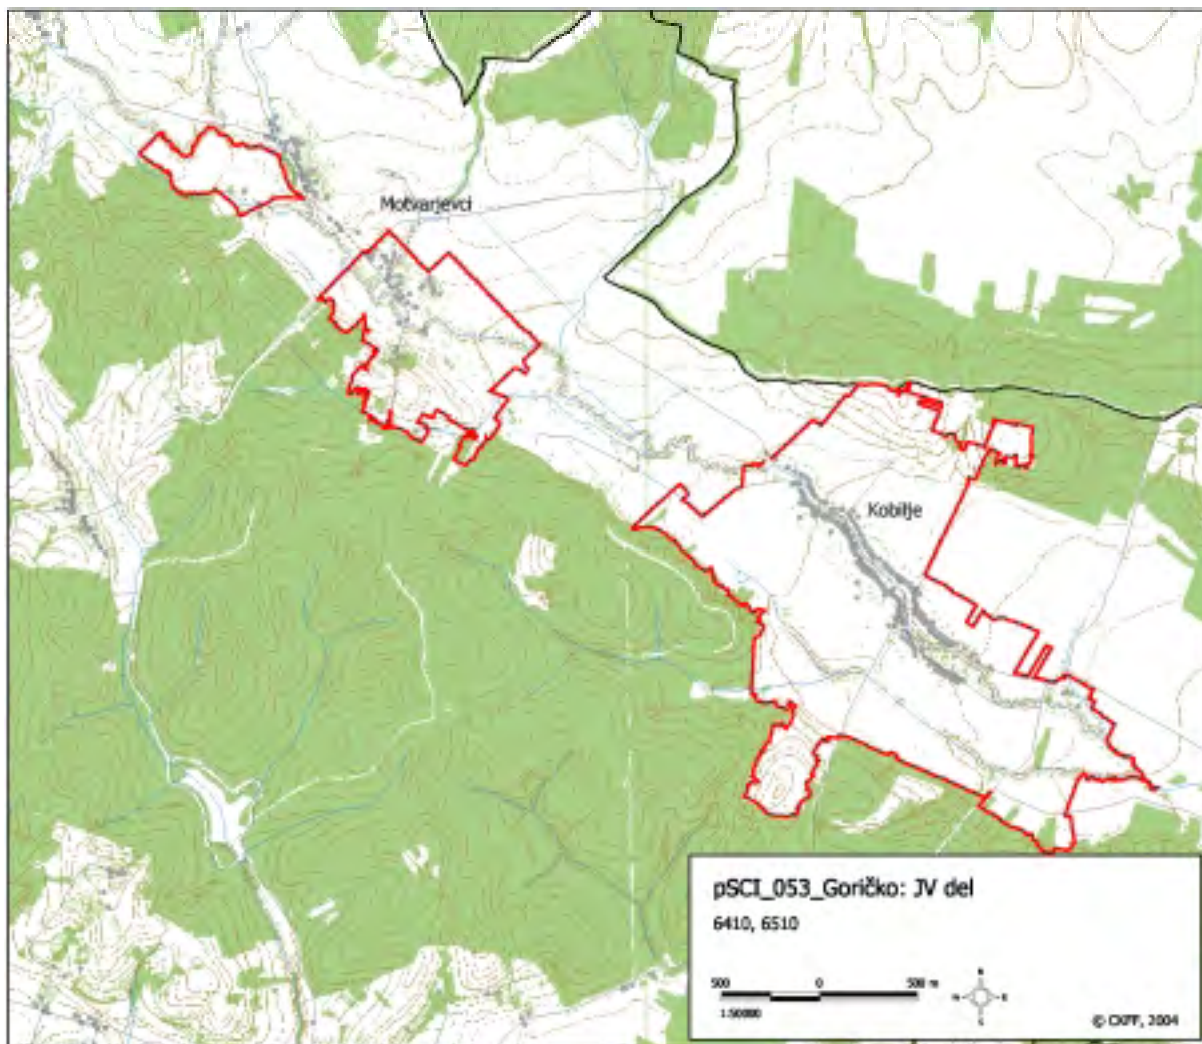 Motvarjevci
Kobilje
pSCI_053_Goričko: JV del
6410, 6510
500 0 500 m
1:50000
© CKFF, 2004